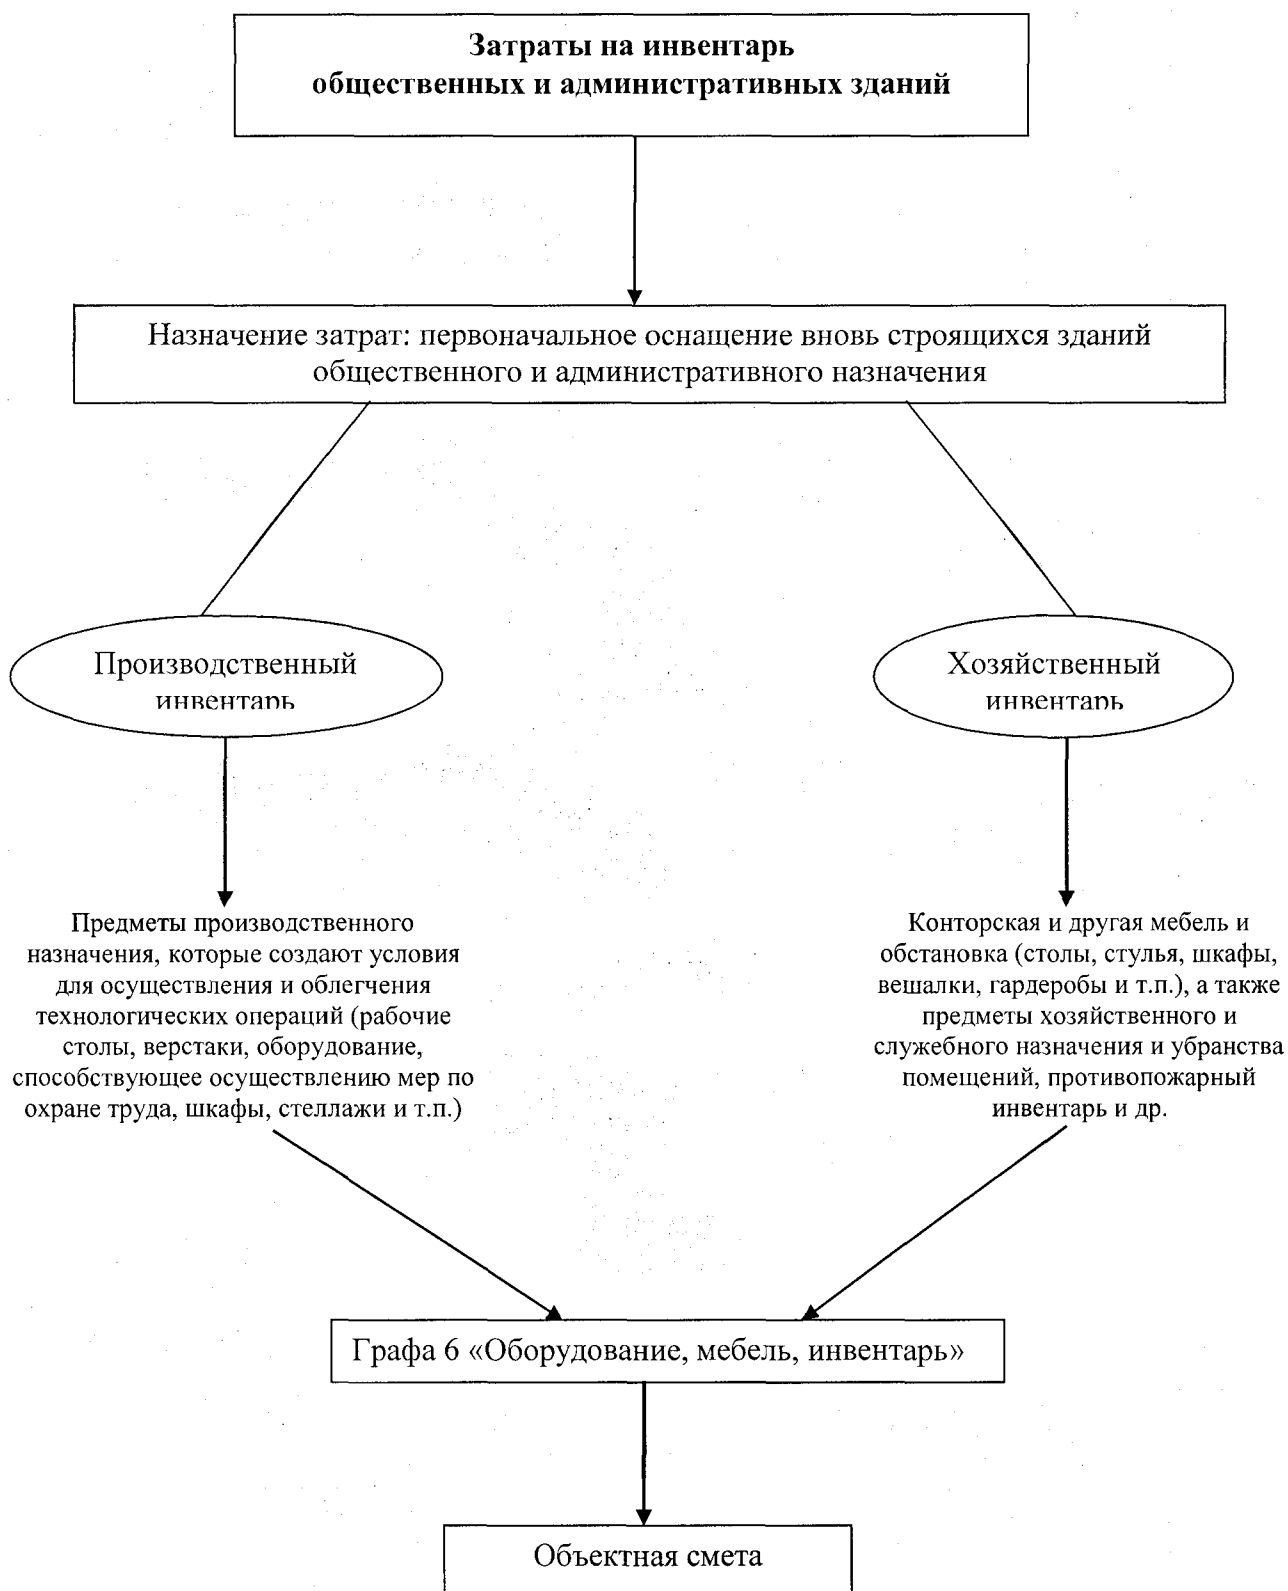 Затраты на инвентарь
общественных и административных зданий
Назначение затрат: первоначальное оснащение вновь строящихся зданий
общественного и административного назначения
Производственный
инвентарь
Хозяйственный
инвентарь
Предметы производственного
назначения, которые создают условия
для осуществления и облегчения
технологических операций (рабочие
столы, верстаки, оборудование,
способствующее осуществлению мер по
охране труда, шкафы, стеллажи и т.п.)
Конторская и другая мебель и
обстановка (столы, стулья, шкафы,
вешалки, гардеробы и т.п.), а также
предметы хозяйственного и
служебного назначения и убранства
помещений, противопожарный
инвентарь и др.
Графа 6 «Оборудование, мебель, инвентарь»
Объектная смета